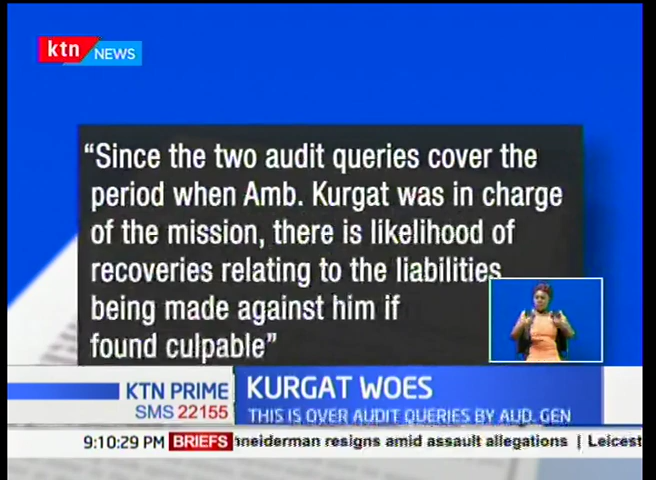 ktn NEWS
“Since the two audit queries cover the
period when Amb. Kurgat was in charge
of the mission, there is likelihood of
recoveries relating to the liabilities
being made against him if
found culpable”
KTN PRIME
SMS 22155
KURGAT WOES
THIS IS OVER AUDIT QUERIES BY AUD. GEN
9:10:29 PM BRIEFS hneiderman resigns amid assault allegations | Leicest